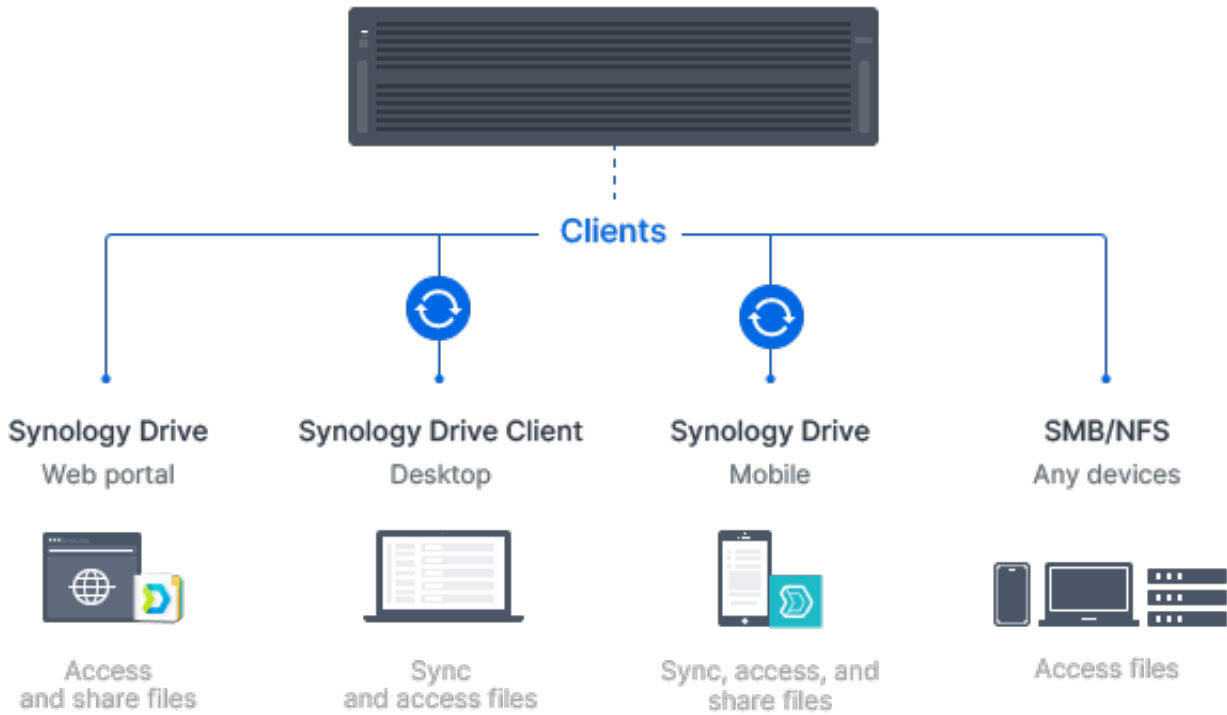 Clients
Synology Drive
Web portal
Access
and share files
Synology Drive Client
Desktop
Sync
and access files
Synology Drive
Mobile
Sync, access, and
share files
SMB/NFS
Any devices
Access files